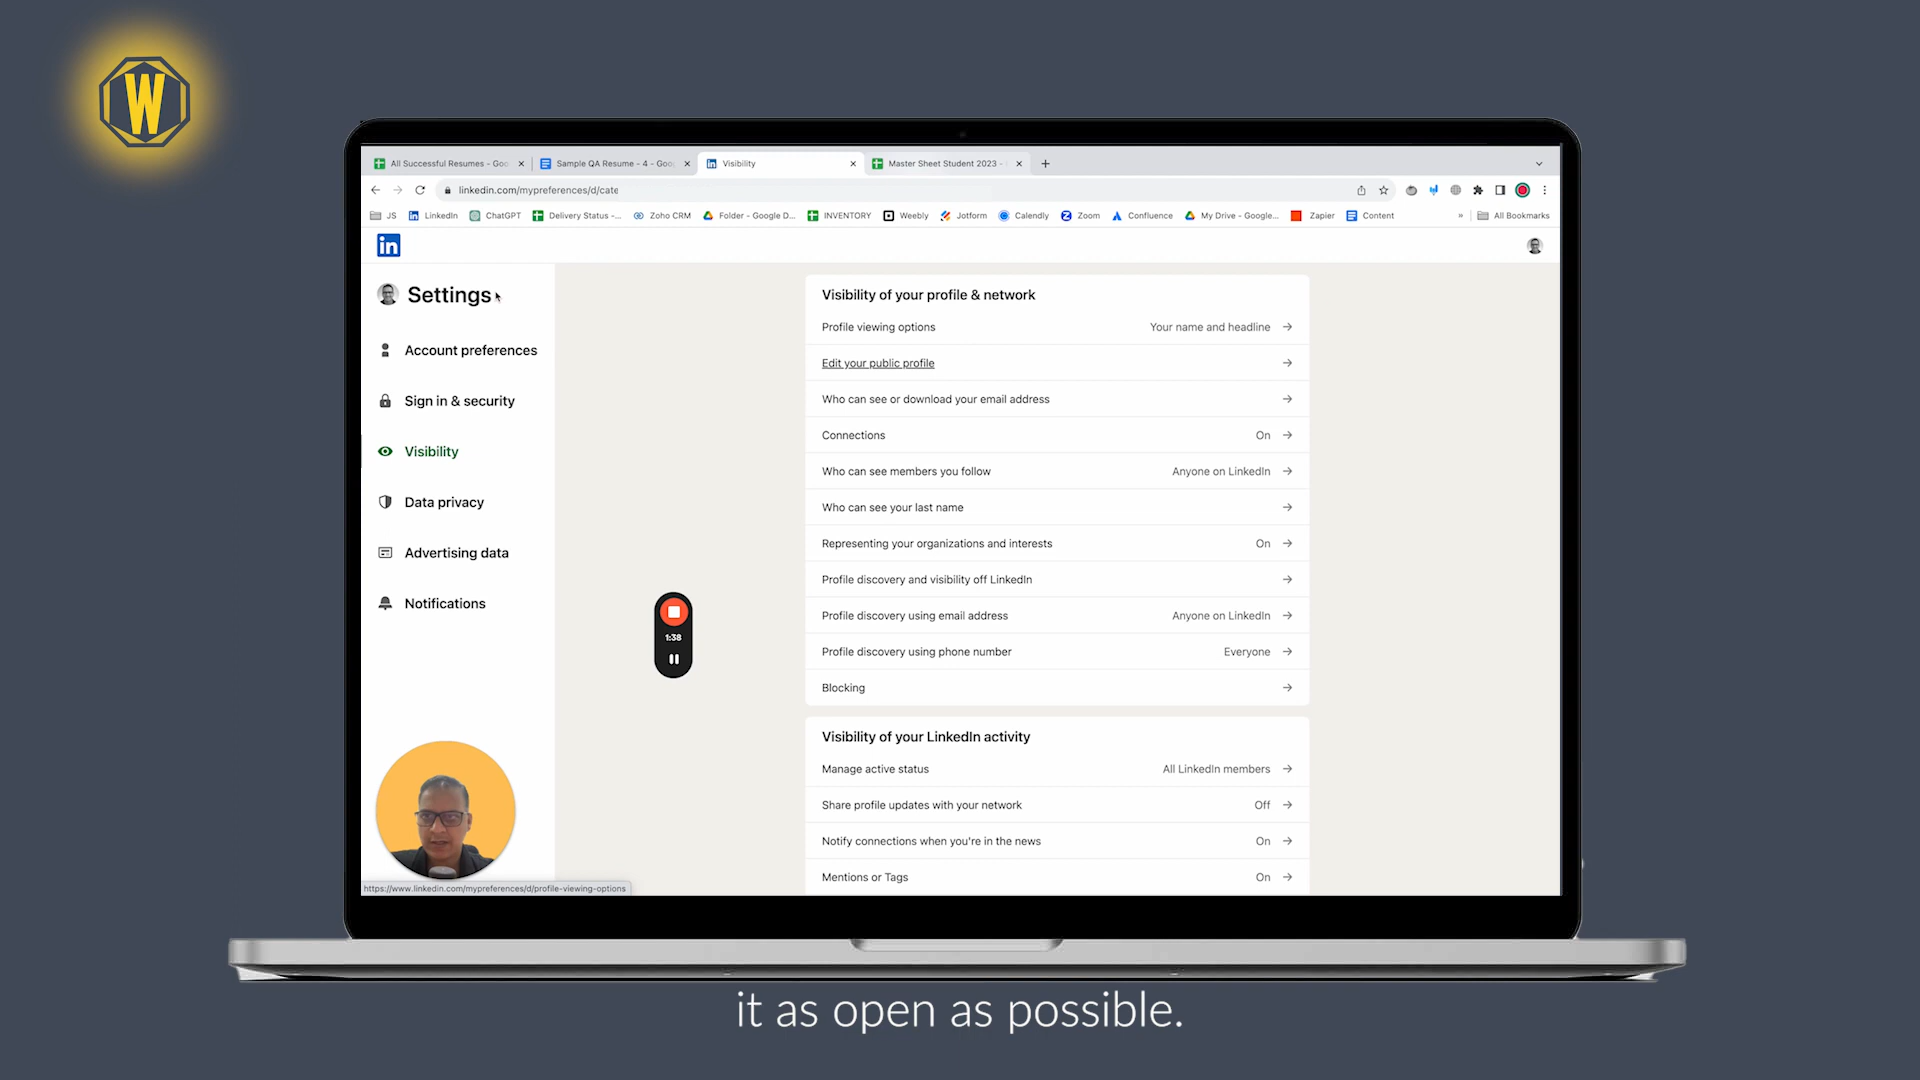 W
All Successful Resumes - Goo
Sample QA Resume - 4 - Goog
Visibility
Master Sheet Student 2023 -
linkedin.com/mypreferences/d/cate
JS
LinkedIn
ChatGPT
Delivery Status -...
Zoho CRM
Folder - Google D...
INVENTORY
Weebly
Jotform
Calendly
Zoom
Confluence
My Drive - Google...
Zapier
Content
»
All Bookmarks
in
Settings
Account preferences
Sign in & security
Visibility
Data privacy
Advertising data
Notifications
Visibility of your profile & network
Profile viewing options Your name and headline
Edit your public profile
Who can see or download your email address
Connections On
Who can see members you follow Anyone on LinkedIn
Who can see your last name
Representing your organizations and interests On
Profile discovery and visibility off LinkedIn
Profile discovery using email address Anyone on LinkedIn
Profile discovery using phone number Everyone
Blocking
Visibility of your LinkedIn activity
Manage active status All LinkedIn members
Share profile updates with your network Off
Notify connections when you're in the news On
Mentions or Tags On
1:38
https://www.linkedin.com/mypreferences/d/profile-viewing-options
it as open as possible.